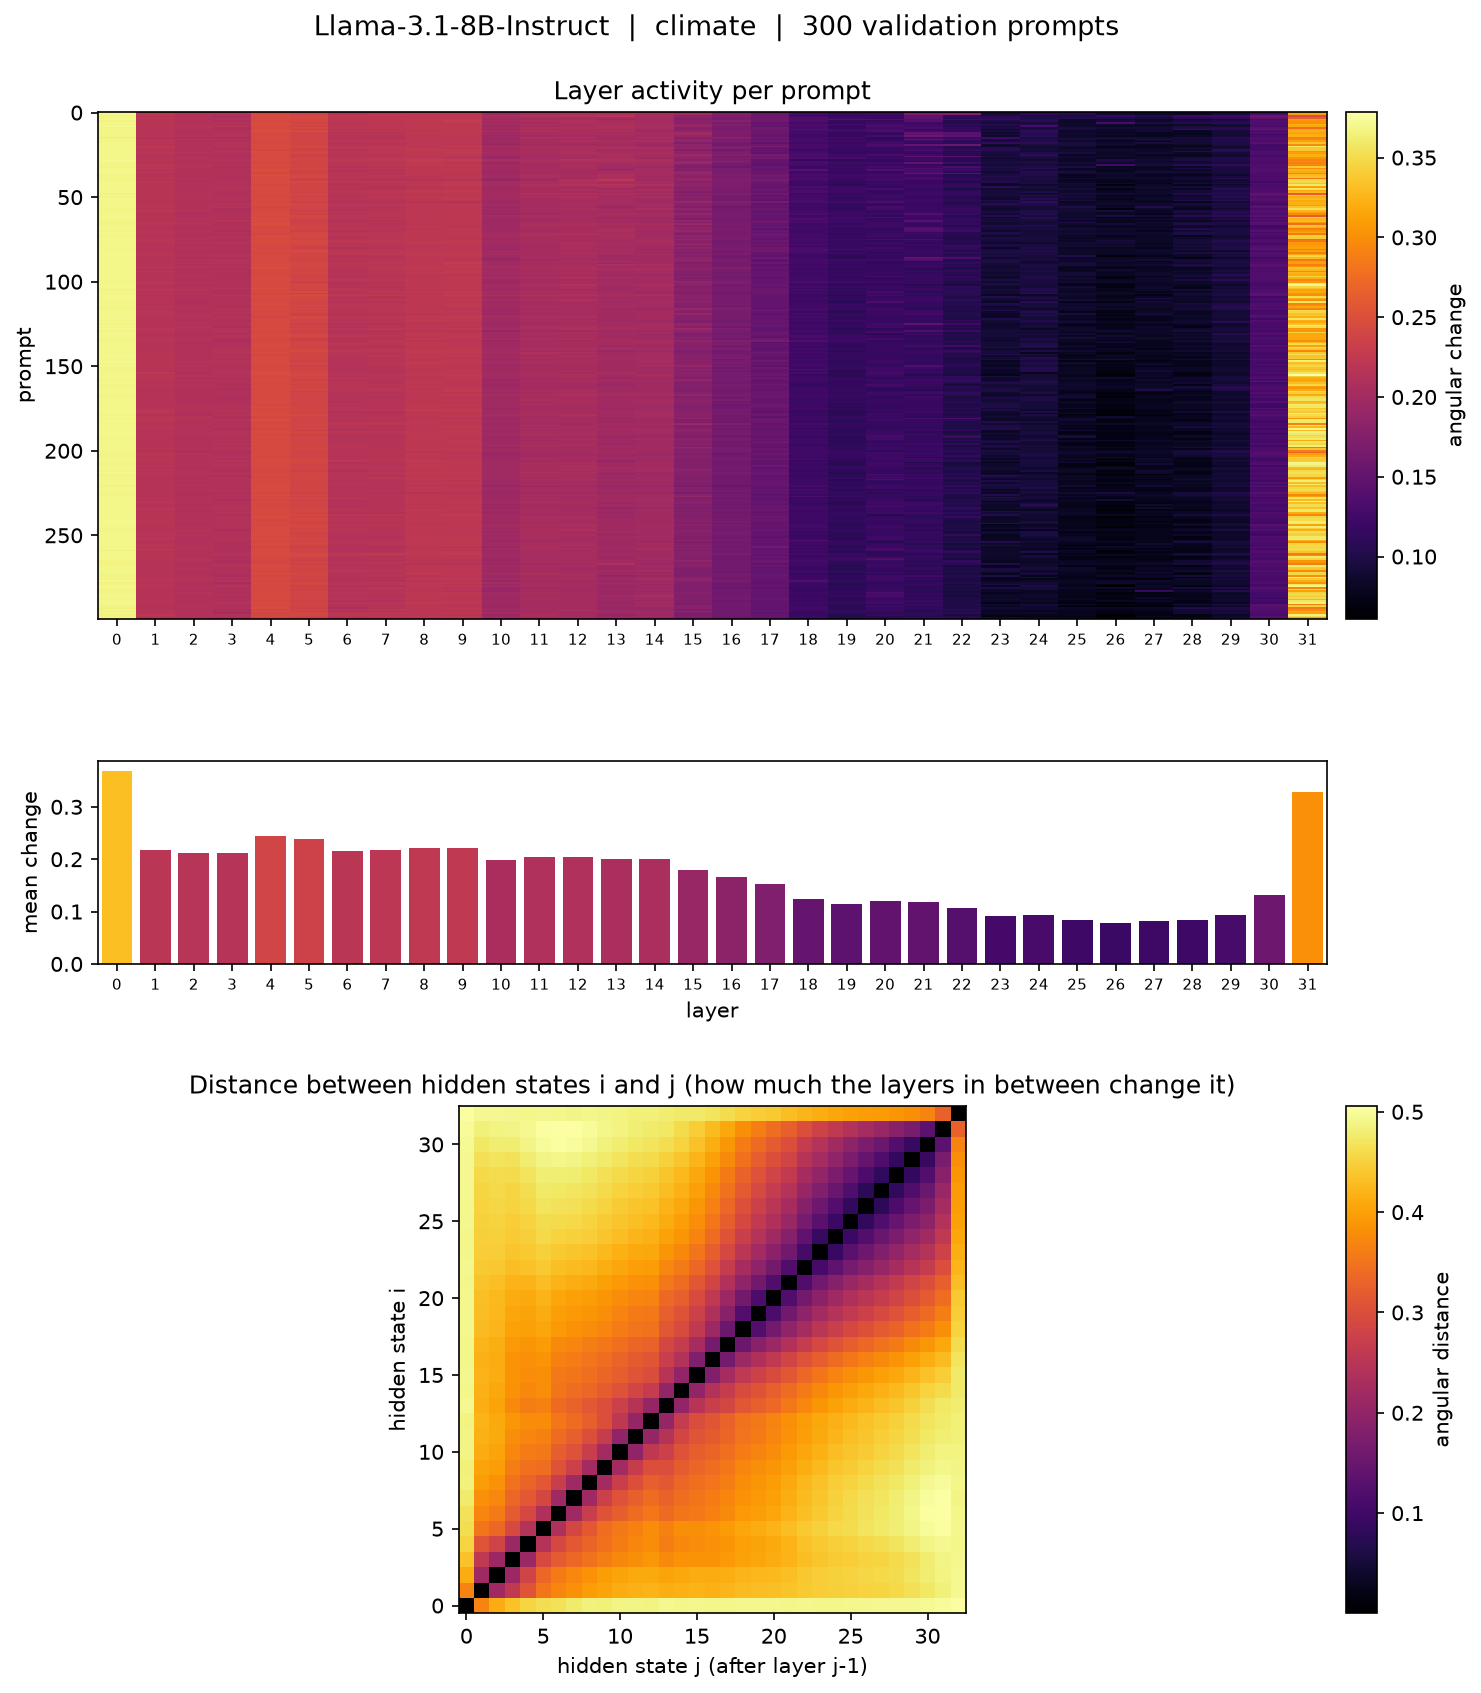 Llama-3.1-8B-Instruct  |  climate  |  300 validation prompts
Layer activity per prompt
0
50
100
150
200
250
prompt
0 1 2 3 4 5 6 7 8 9 10 11 12 13 14 15 16 17 18 19 20 21 22 23 24 25 26 27 28 29 30 31
0.35
0.30
0.25
0.20
0.15
0.10
angular change
0.3
0.2
0.1
0.0
mean change
0 1 2 3 4 5 6 7 8 9 10 11 12 13 14 15 16 17 18 19 20 21 22 23 24 25 26 27 28 29 30 31
layer
Distance between hidden states i and j (how much the layers in between change it)
30
25
20
15
10
5
0
hidden state i
0 5 10 15 20 25 30
hidden state j (after layer j-1)
0.5
0.4
0.3
0.2
0.1
angular distance